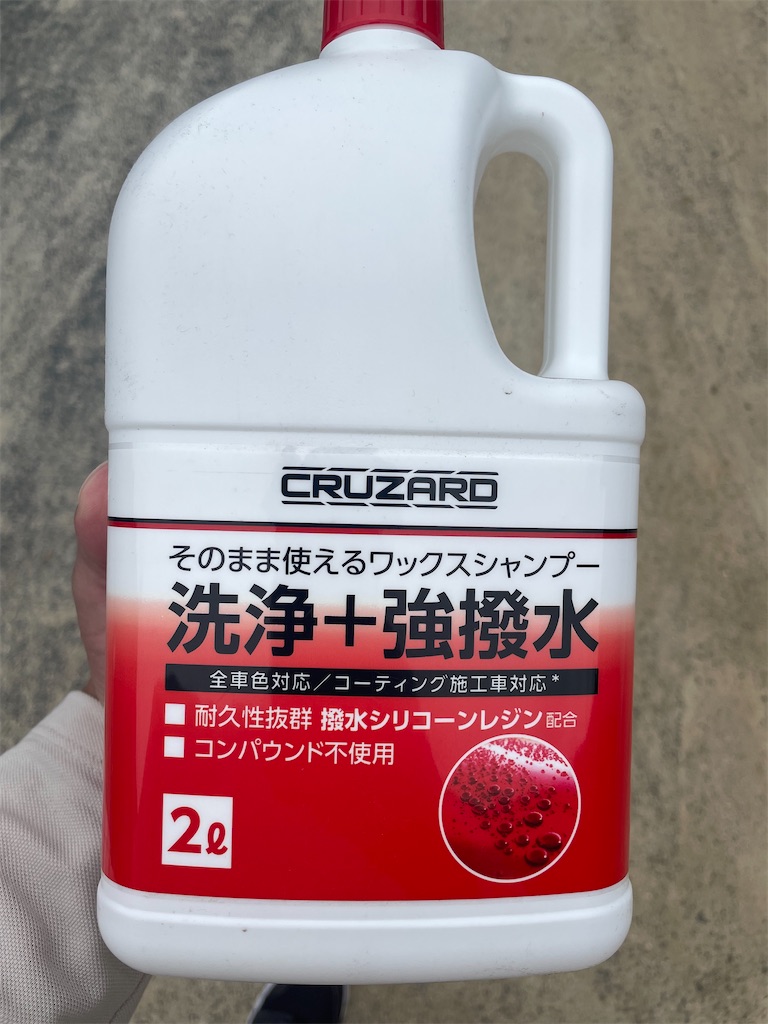 CRUZARD
そのまま使えるワックスシャンプー
洗浄+強撥水
全車色対応/コーティング施工車対応*
耐久性抜群 撥水シリコーンレジン配合
コンパウンド不使用
2ℓ